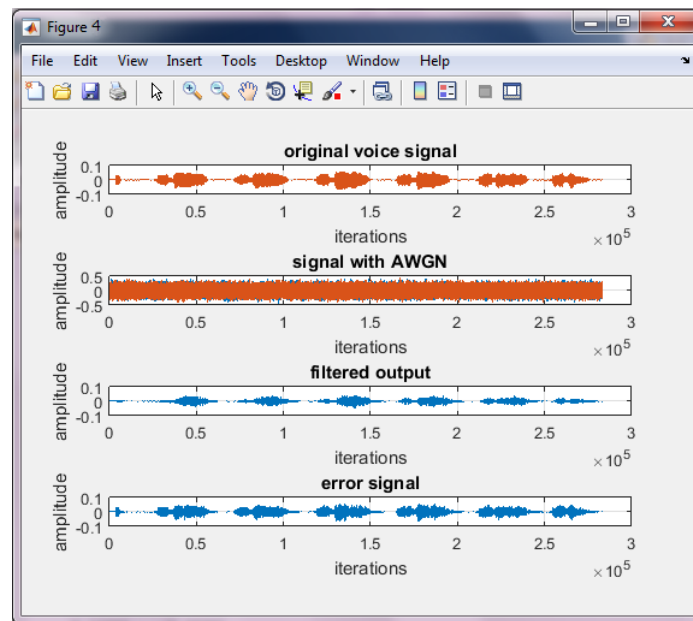 Figure 4
File Edit View Insert Tools Desktop Window Help
original voice signal
amplitude
0.1
0
-0.1
0 0.5 1 1.5 2 2.5 3
iterations
×10^5
signal with AWGN
amplitude
0.5
0
-0.5
0 0.5 1 1.5 2 2.5 3
iterations
×10^5
filtered output
amplitude
0.1
0
-0.1
0 0.5 1 1.5 2 2.5 3
iterations
×10^5
error signal
amplitude
0.1
0
-0.1
0 0.5 1 1.5 2 2.5 3
iterations
×10^5